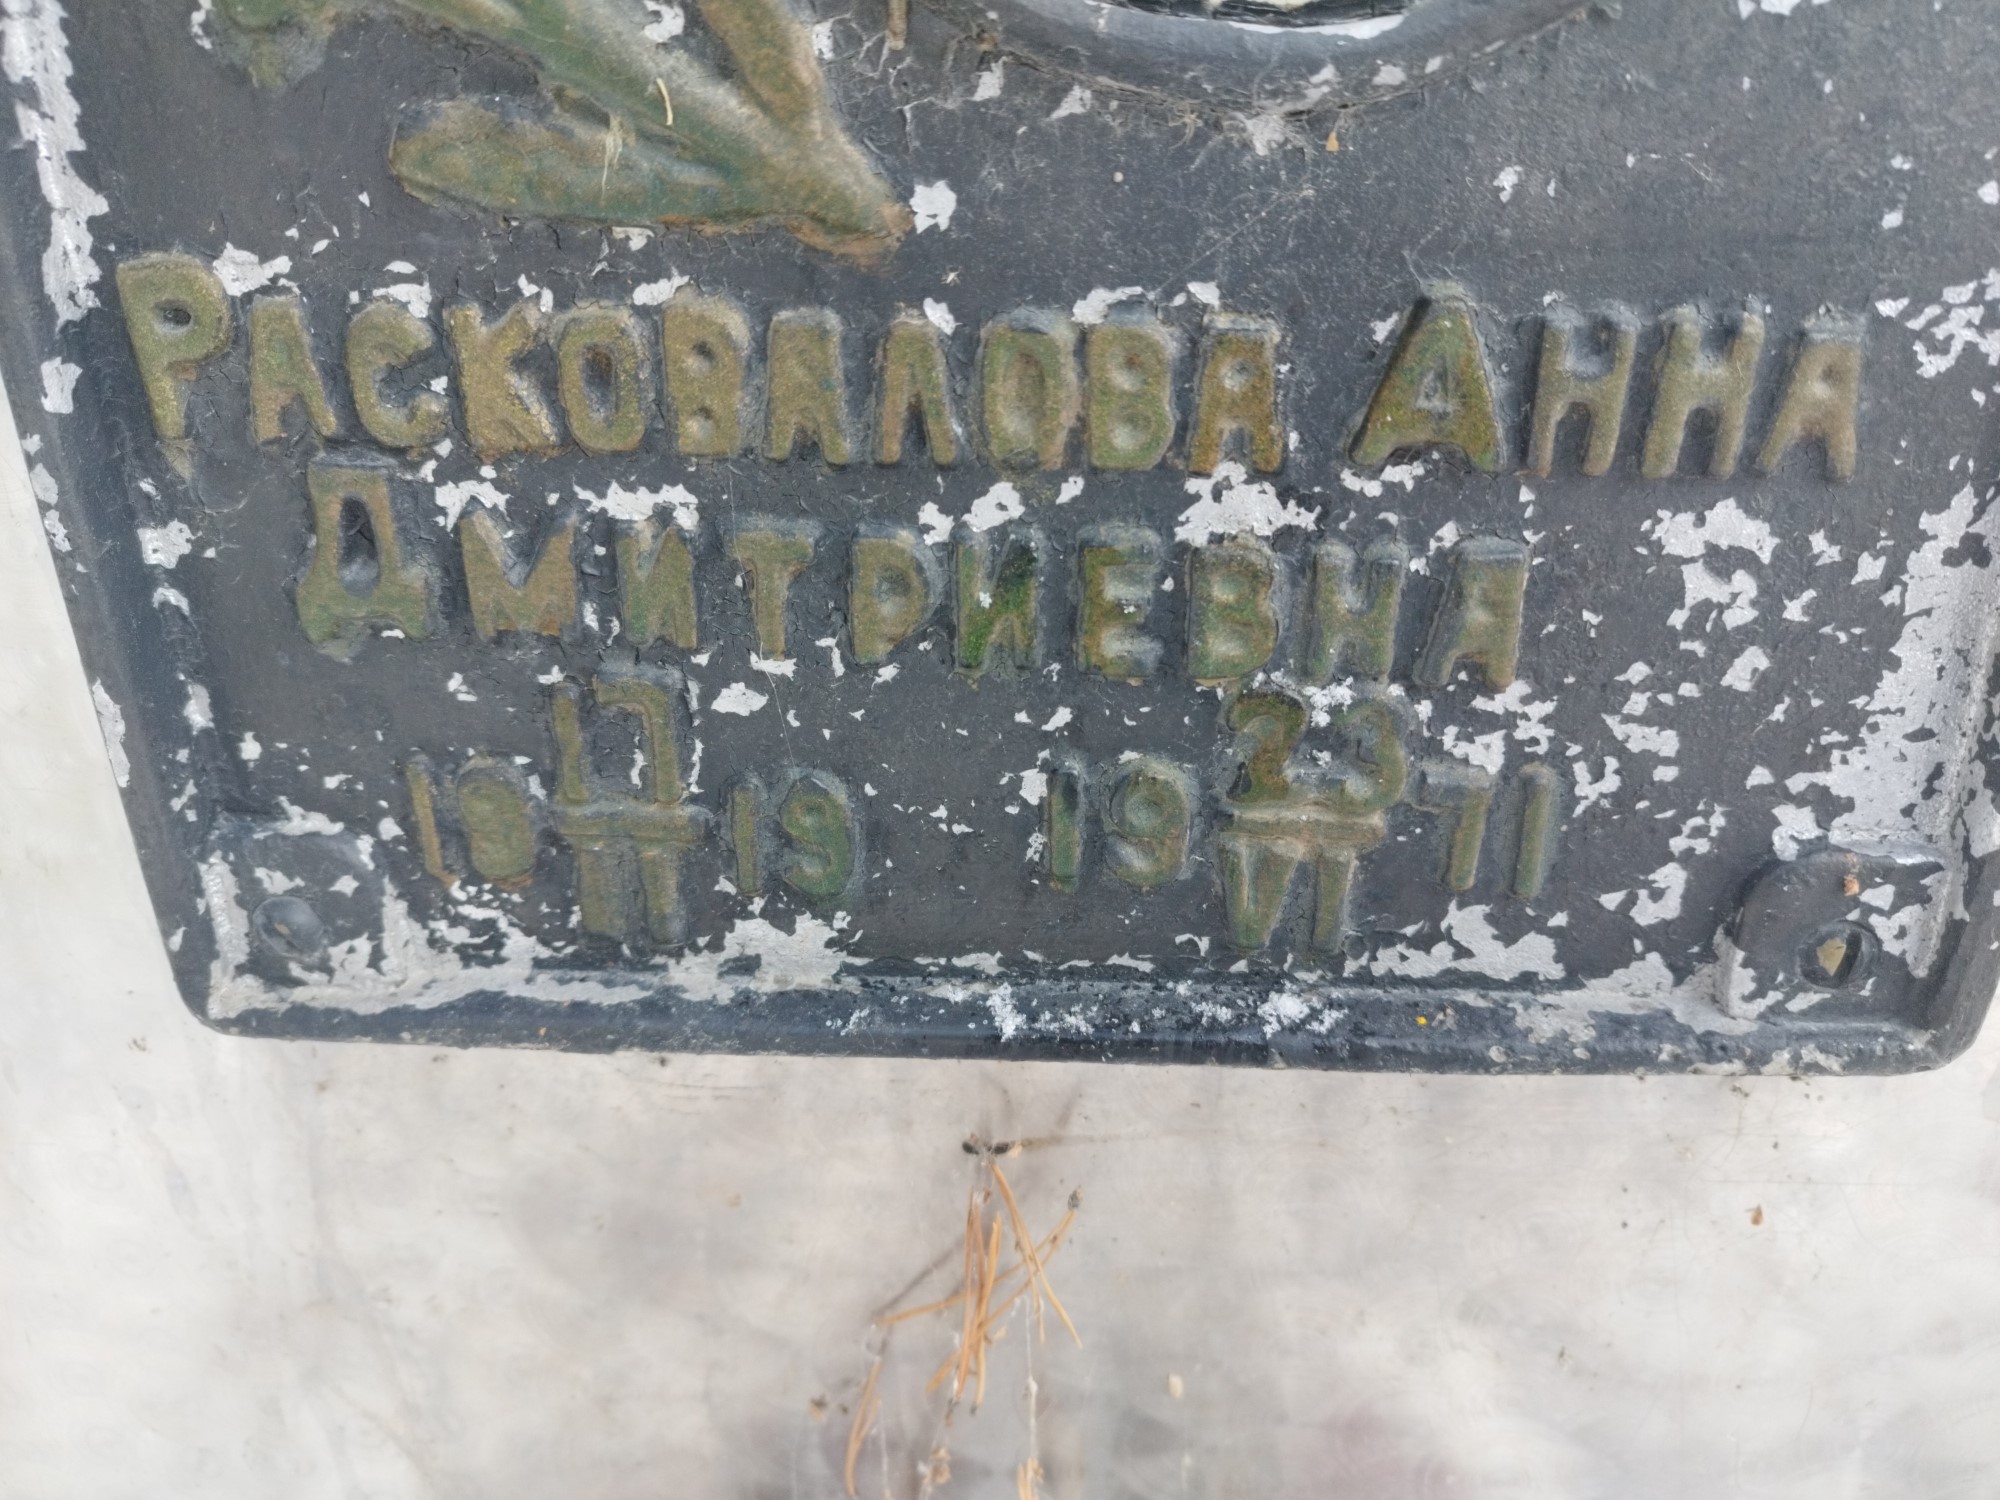 РАСКОВАЛОВА АННА
ДМИТРИЕВНА
19 17/II 19 19 23/VI 71